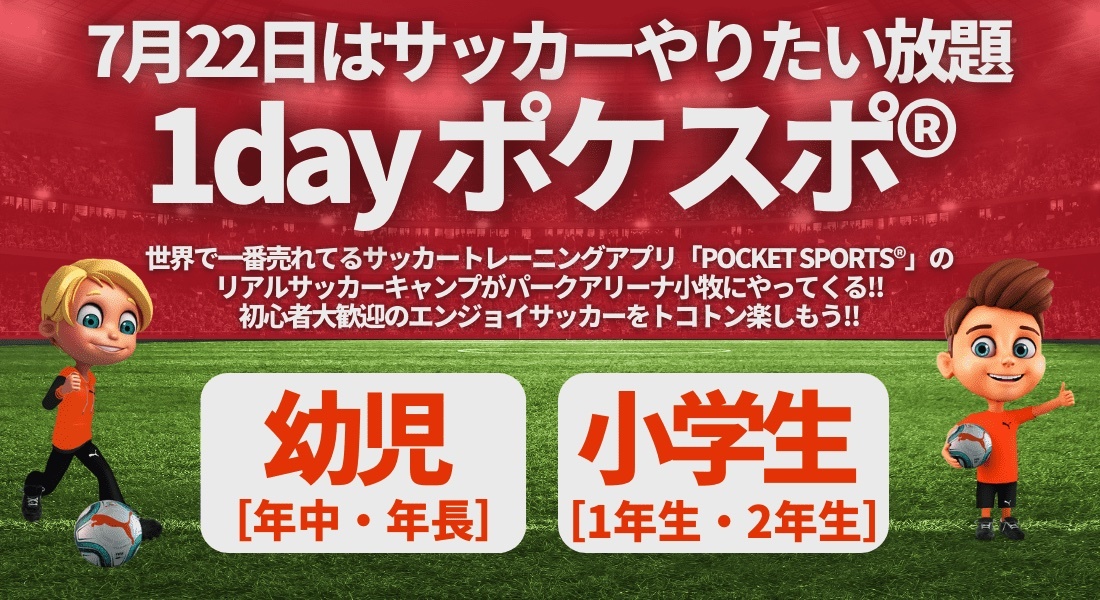 7月22日はサッカーやりたい放題
1day ポケスポ®
世界で一番売れてるサッカートレーニングアプリ「POCKET SPORTS®」の
リアルサッカーキャンプがパークアリーナ小牧にやってくる!!
初心者大歓迎のエンジョイサッカーをトコトン楽しもう!!
幼児
[年中・年長]
小学生
[1年生・2年生]